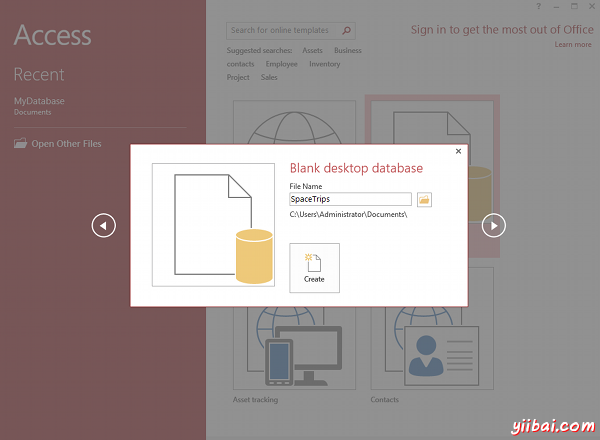 Access
Recent
MyDatabase
Documents
Open Other Files
Search for online templates
Suggested searches: Assets Business
contacts Employee Inventory
Project Sales
? 
Sign in to get the most out of Office
Learn more
Blank desktop database
File Name
SpaceTrips
C:\Users\Administrator\Documents\
Create
Asset tracking
Contacts
yiibai.com